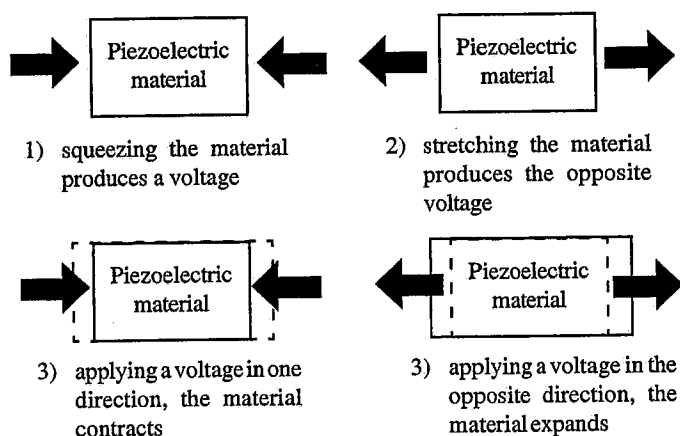 Piezoelectric
material
Piezoelectric
material
1) squeezing the material
produces a voltage
2) stretching the material
produces the opposite
voltage
Piezoelectric
material
Piezoelectric
material
3) applying a voltage in one
direction, the material
contracts
3) applying a voltage in the
opposite direction, the
material expands